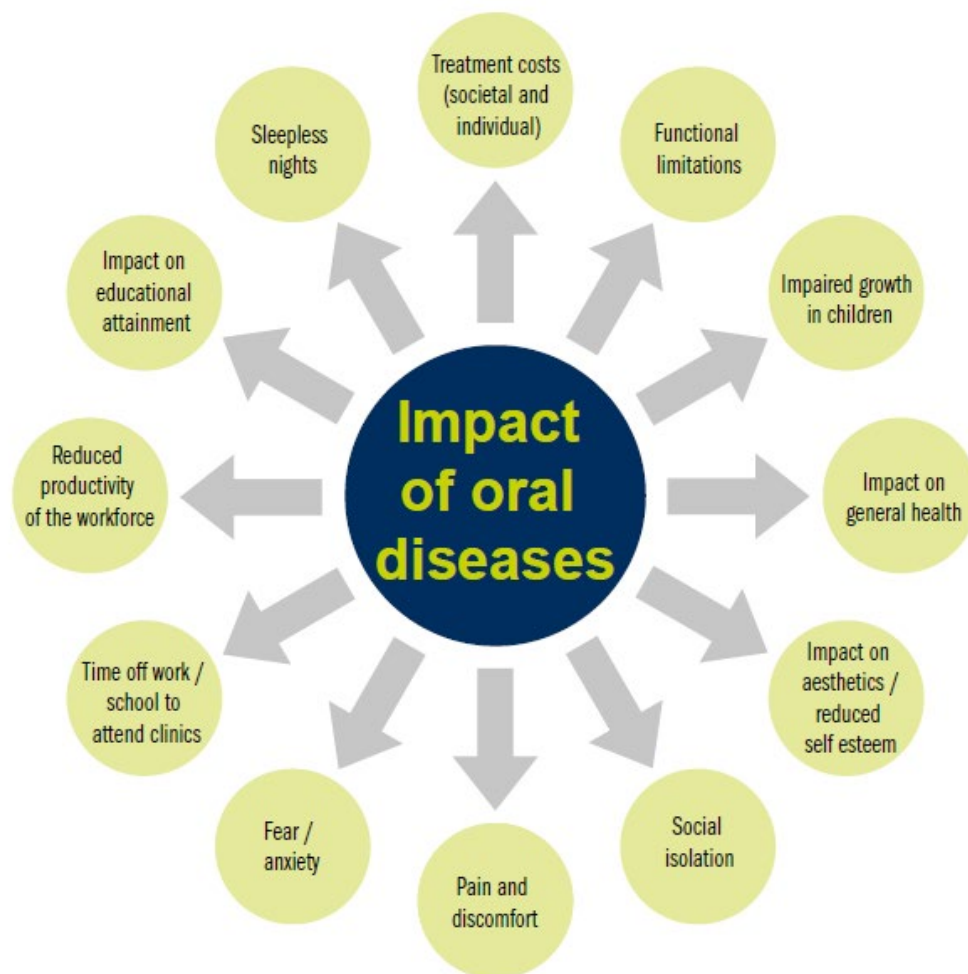 Treatment costs
(societal and
individual)
Functional
limitations
Impaired growth
in children
Impact on
general health
Impact on
aesthetics /
reduced
self esteem
Social
isolation
Pain and
discomfort
Fear /
anxiety
Time off work /
school to
attend clinics
Reduced
productivity
of the workforce
Impact on
educational
attainment
Sleepless
nights
Impact
of oral
diseases